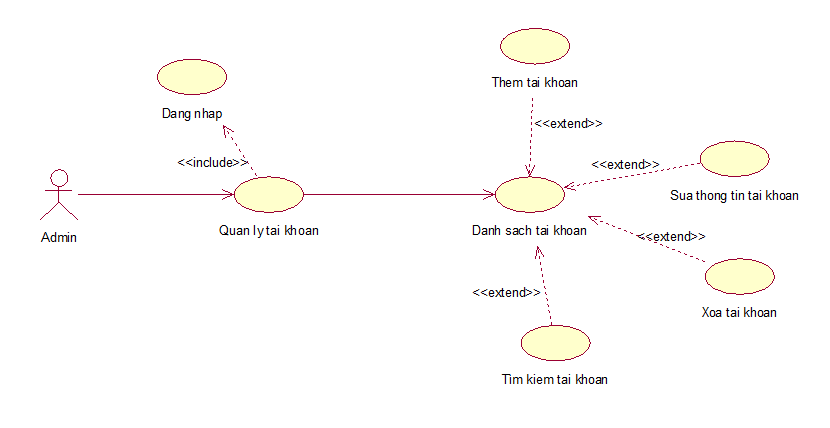 Them tai khoan
Dang nhap
<<extend>>
<<include>>
<<extend>>
Sua thong tin tai khoan
Admin
Quan ly tai khoan
Danh sach tai khoan
<<extend>>
<<extend>>
Xoa tai khoan
Tim kiem tai khoan